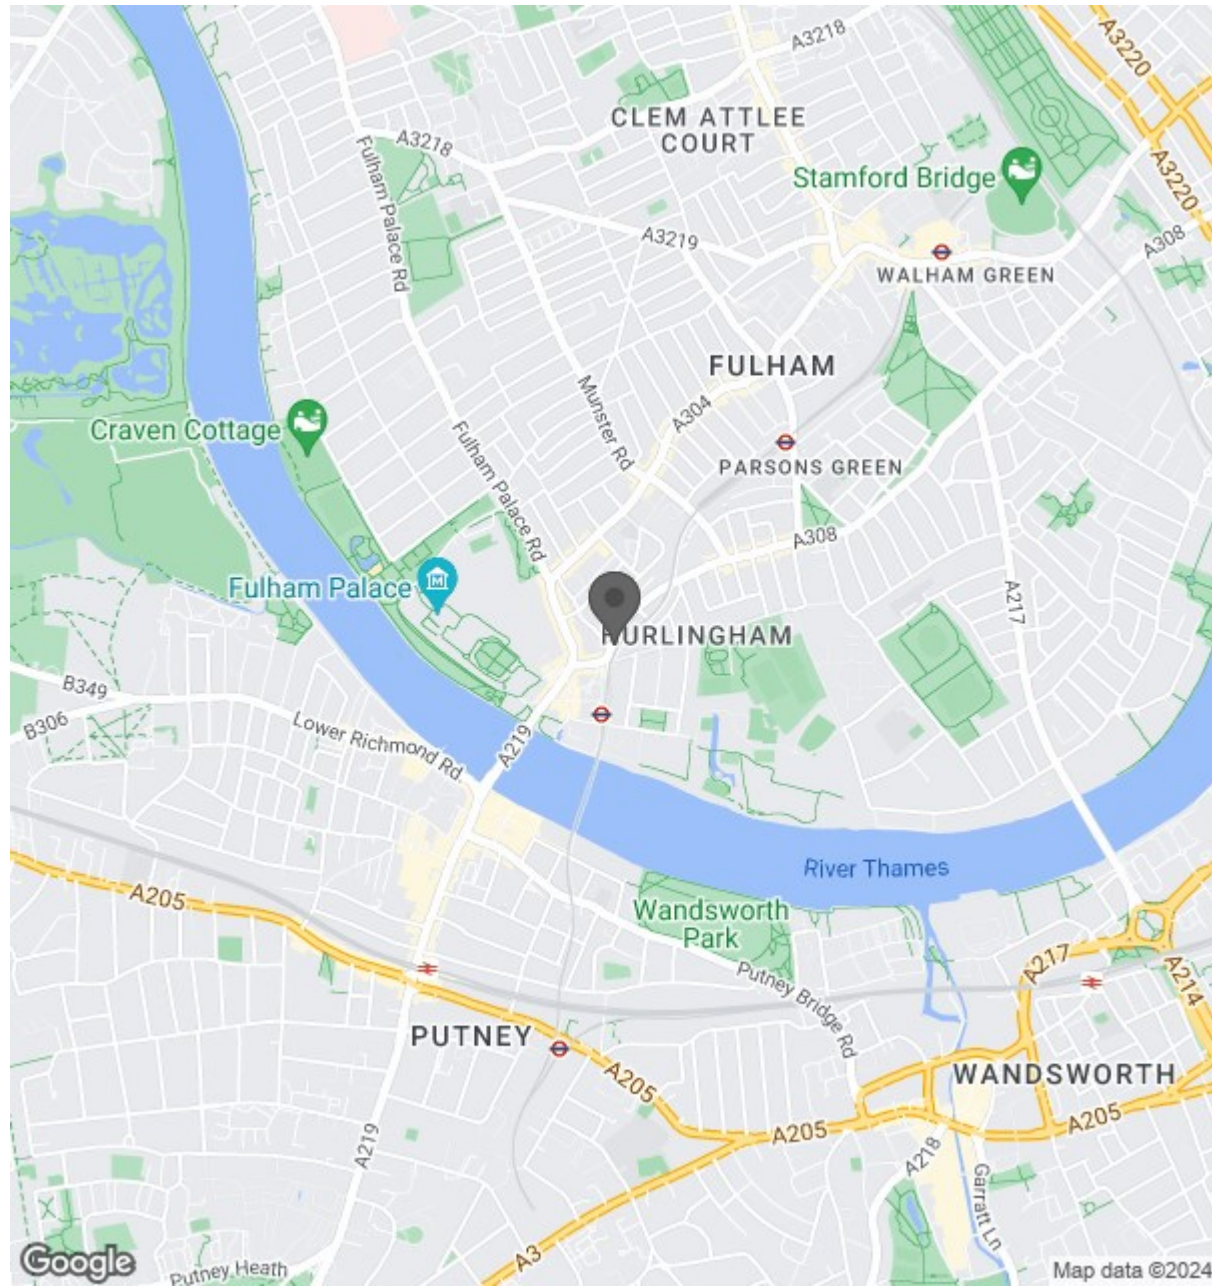 A3218
A3220
CLEM ATTLEE
COURT
A3218
Fulham Palace Rd
A3220
Stamford Bridge
A3219
A308
WALHAM GREEN
FULHAM
Munster Rd
A304
Craven Cottage
Fulham Palace Rd
PARSONS GREEN
A308
Fulham Palace
M
A217
HURLINGHAM
B349
B306
Lower Richmond Rd
A219
River Thames
A205
Wandsworth
Park
Putney Bridge Rd
A217
A214
PUTNEY
A205
WANDSWORTH
A205
A205
A219
A218
Garratt Ln
A3
Putney Heath
Google
Map data ©2024